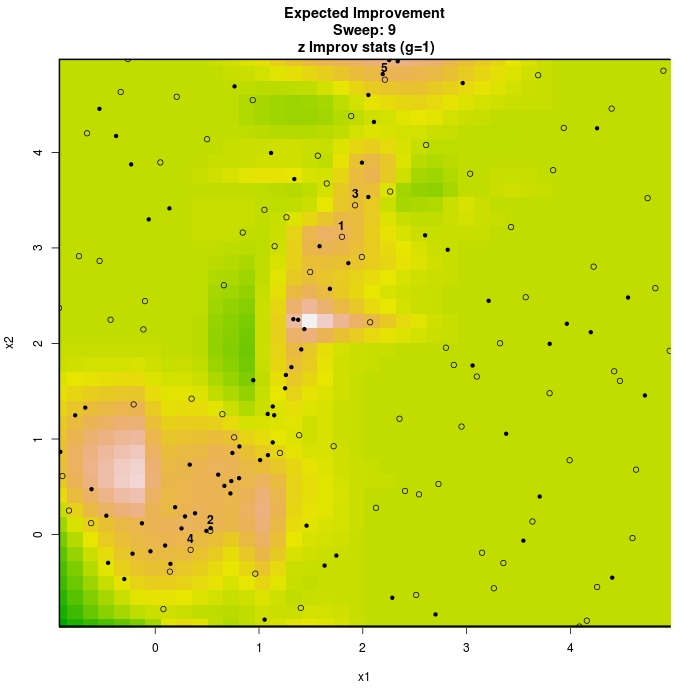 Expected Improvement
Sweep: 9
z Improv stats (g=1)
5
4
3
3
1
x2
2
1
2
4
0
0 1 2 3 4
x1